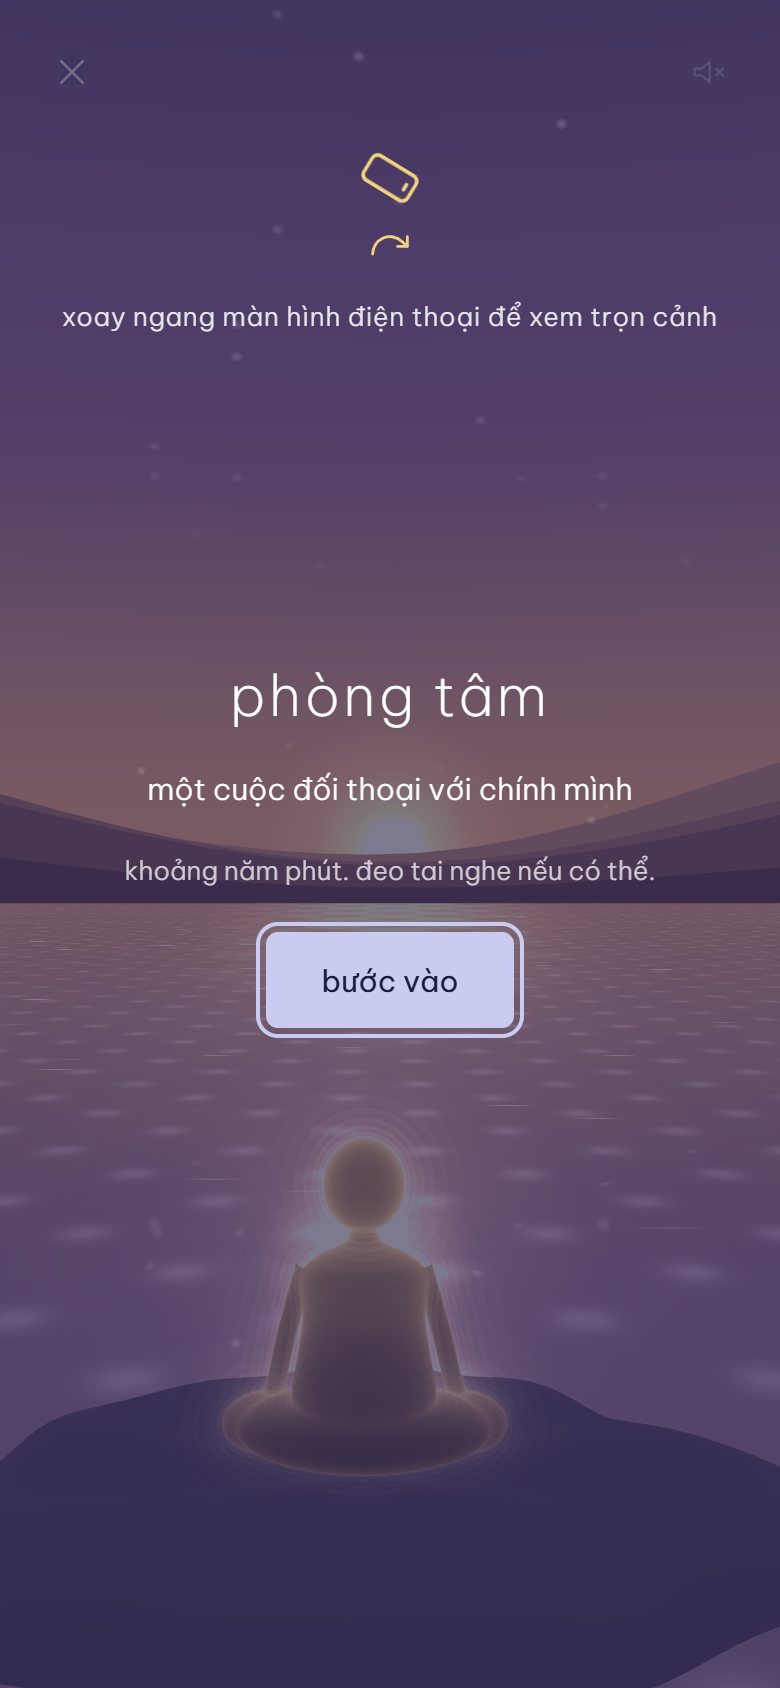 xoay ngang màn hình điện thoại để xem trọn cảnh
phòng tâm
một cuộc đối thoại với chính mình
khoảng năm phút. đeo tai nghe nếu có thể.
bước vào